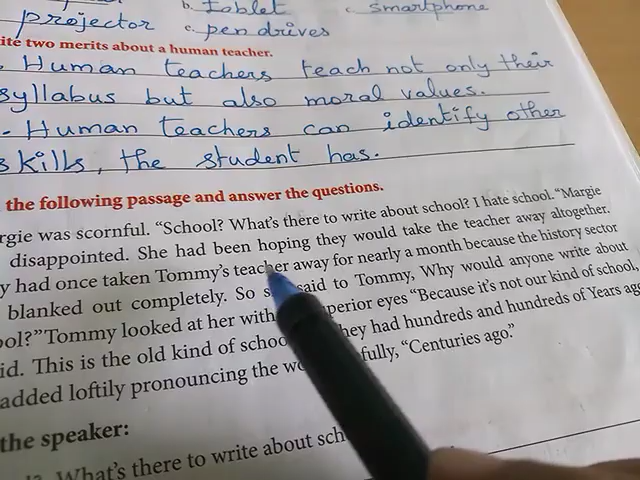 b. tablet c. smartphone
projector e. pen drives
ite two merits about a human teacher.
. Human teachers teach not only their
syllabus but also moral values.
- Human teachers can identify other
skills, the student has.
the following passage and answer the questions.
rgie was scornful. "School? What's there to write about school? I hate school. "Margie
disappointed. She had been hoping they would take the teacher away altogether.
y had once taken Tommy's teacher away for nearly a month because the history sector
blanked out completely. So s said to Tommy, Why would anyone write about
ool?" Tommy looked at her with perior eyes "Because it's not our kind of school,
id. This is the old kind of schoo hey had hundreds and hundreds of Years ago
added loftily pronouncing the wo fully, "Centuries ago."
the speaker:
What's there to write about sch